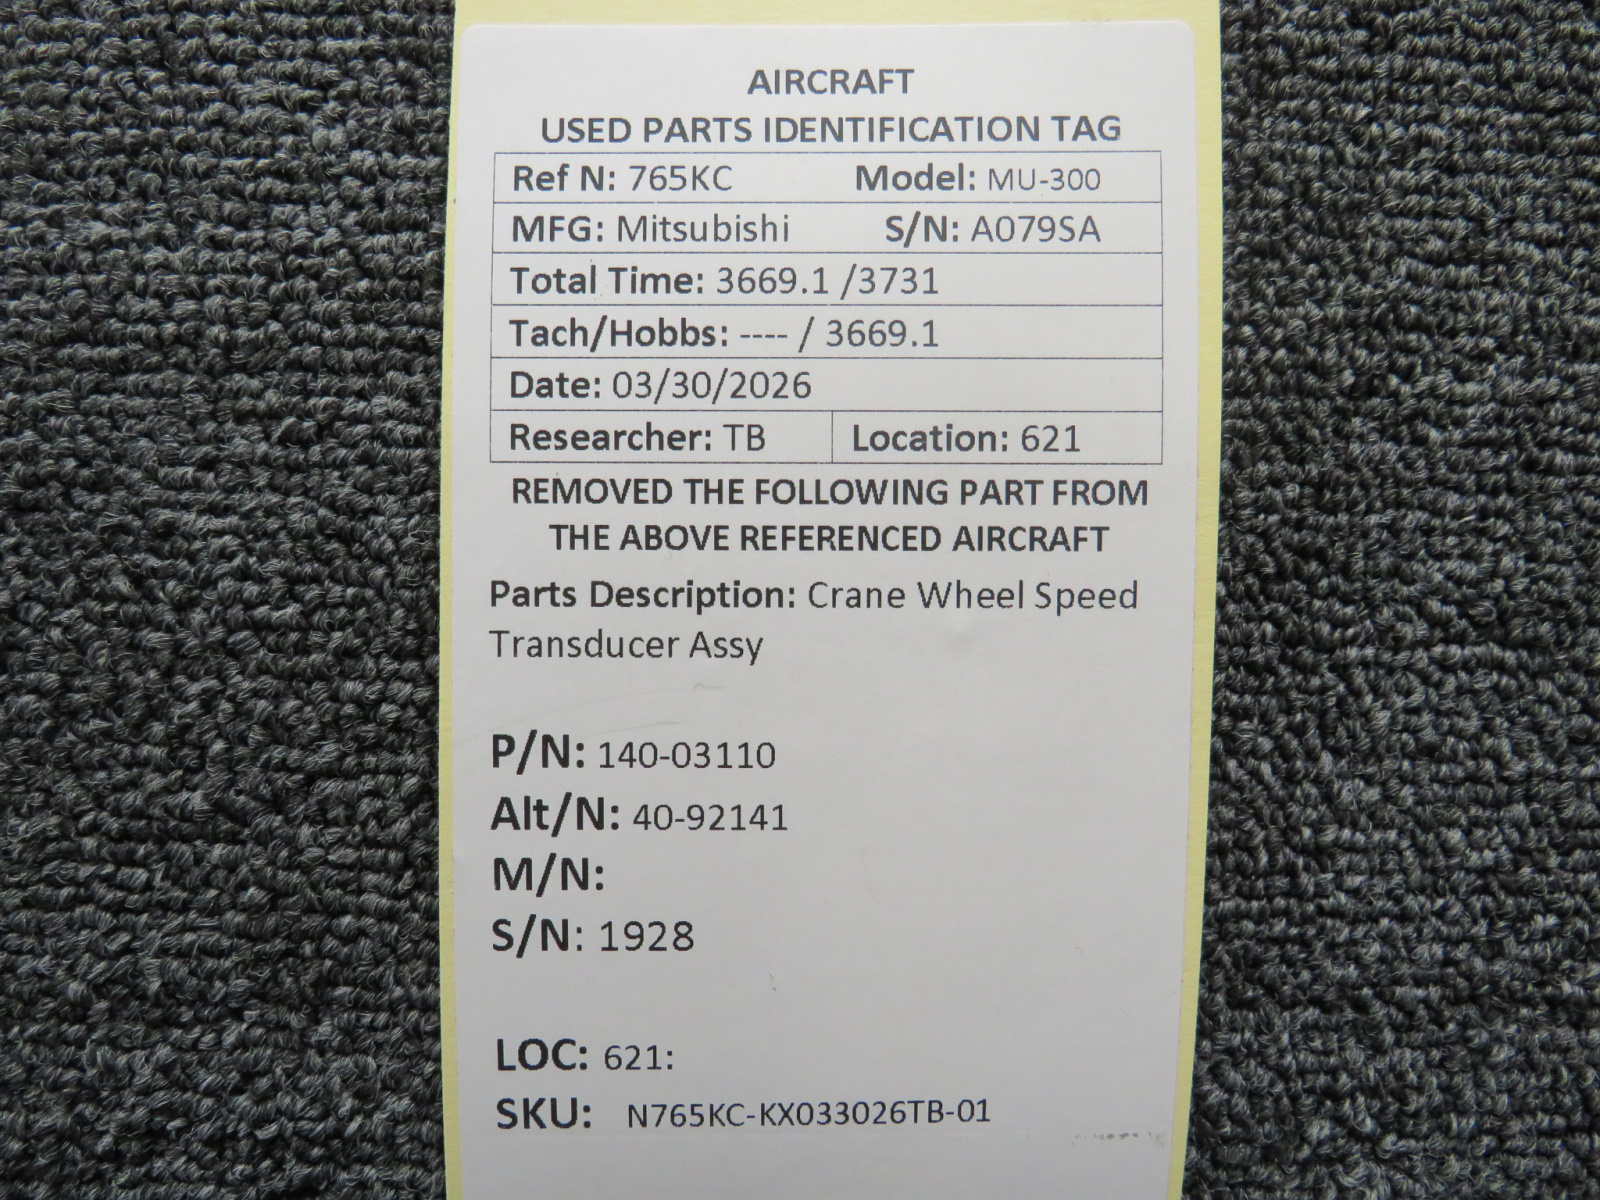 AIRCRAFT
USED PARTS IDENTIFICATION TAG
Ref N: 765KC Model: MU-300
MFG: Mitsubishi S/N: A079SA
Total Time: 3669.1 /3731
Tach/Hobbs: ---- / 3669.1
Date: 03/30/2026
Researcher: TB Location: 621
REMOVED THE FOLLOWING PART FROM
THE ABOVE REFERENCED AIRCRAFT
Parts Description: Crane Wheel Speed
Transducer Assy
P/N: 140-03110
Alt/N: 40-92141
M/N:
S/N: 1928
LOC: 621:
SKU: N765KC-KX033026TB-01